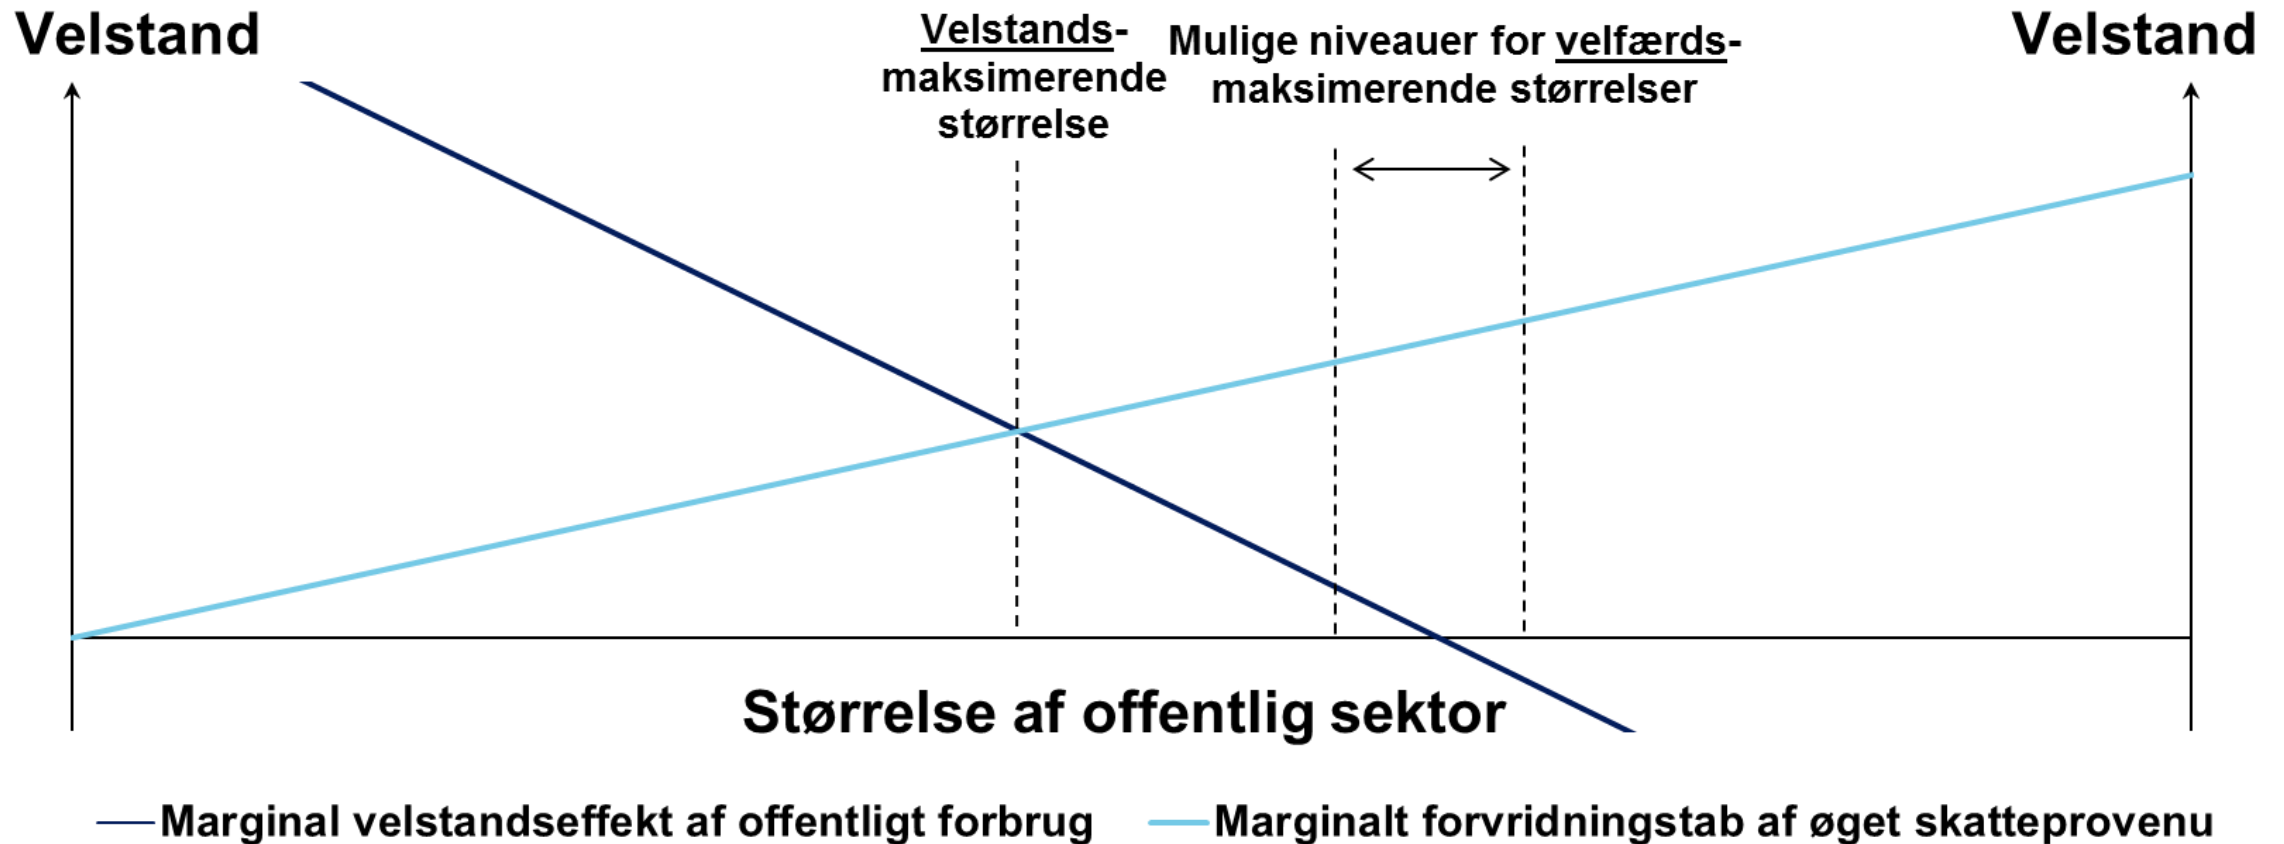 Velstand
Velstands-
maksimerende
størrelse
Mulige niveauer for velfærds-
maksimerende størrelser
Velstand
Størrelse af offentlig sektor
Marginal velstandseffekt af offentligt forbrug
Marginalt forvridningstab af øget skatteprovenu